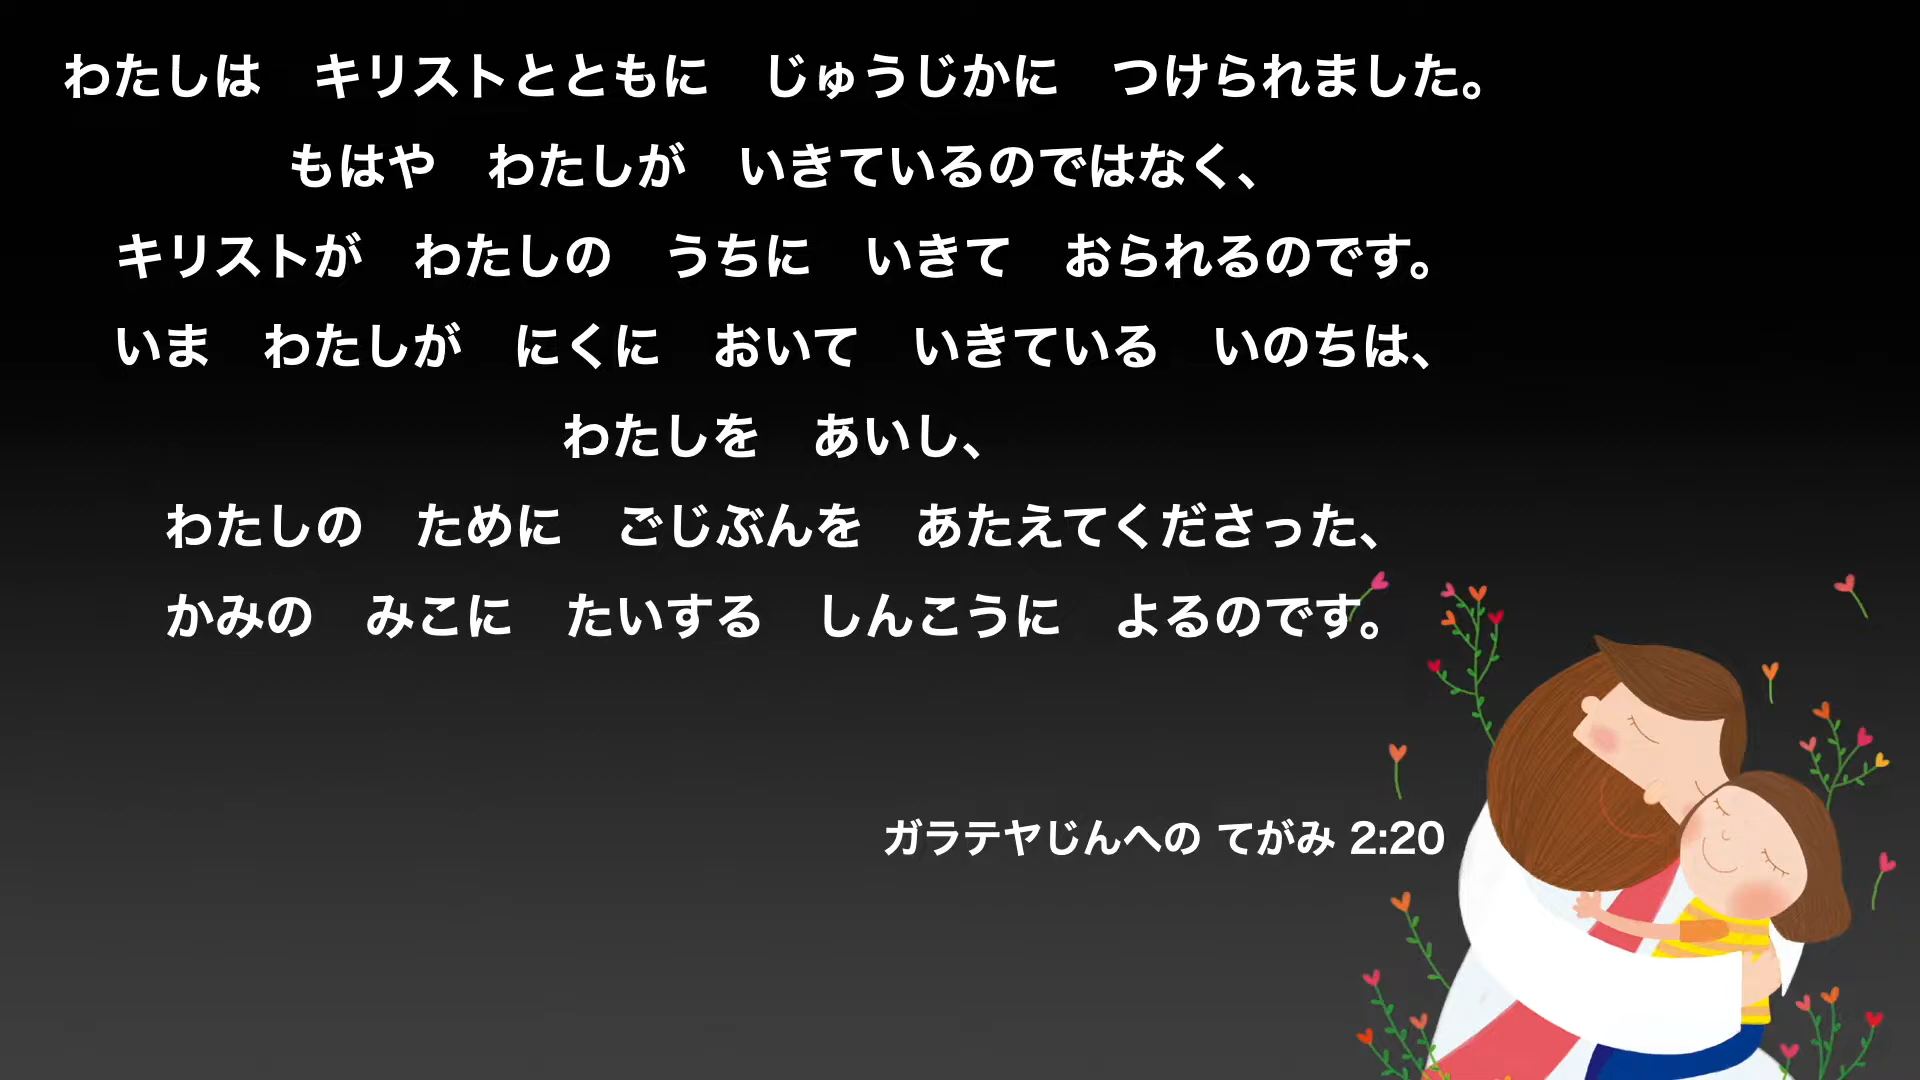 わたしは　キリストとともに　じゅうじかに　つけられました。
もはや　わたしが　いきているのではなく、
キリストが　わたしの　うちに　いきて　おられるのです。
いま　わたしが　にくに　おいて　いきている　いのちは、
わたしを　あいし、
わたしの　ために　ごじぶんを　あたえてくださった、
かみの　みこに　たいする　しんこうに　よるのです。
ガラテヤじんへの てがみ 2:20